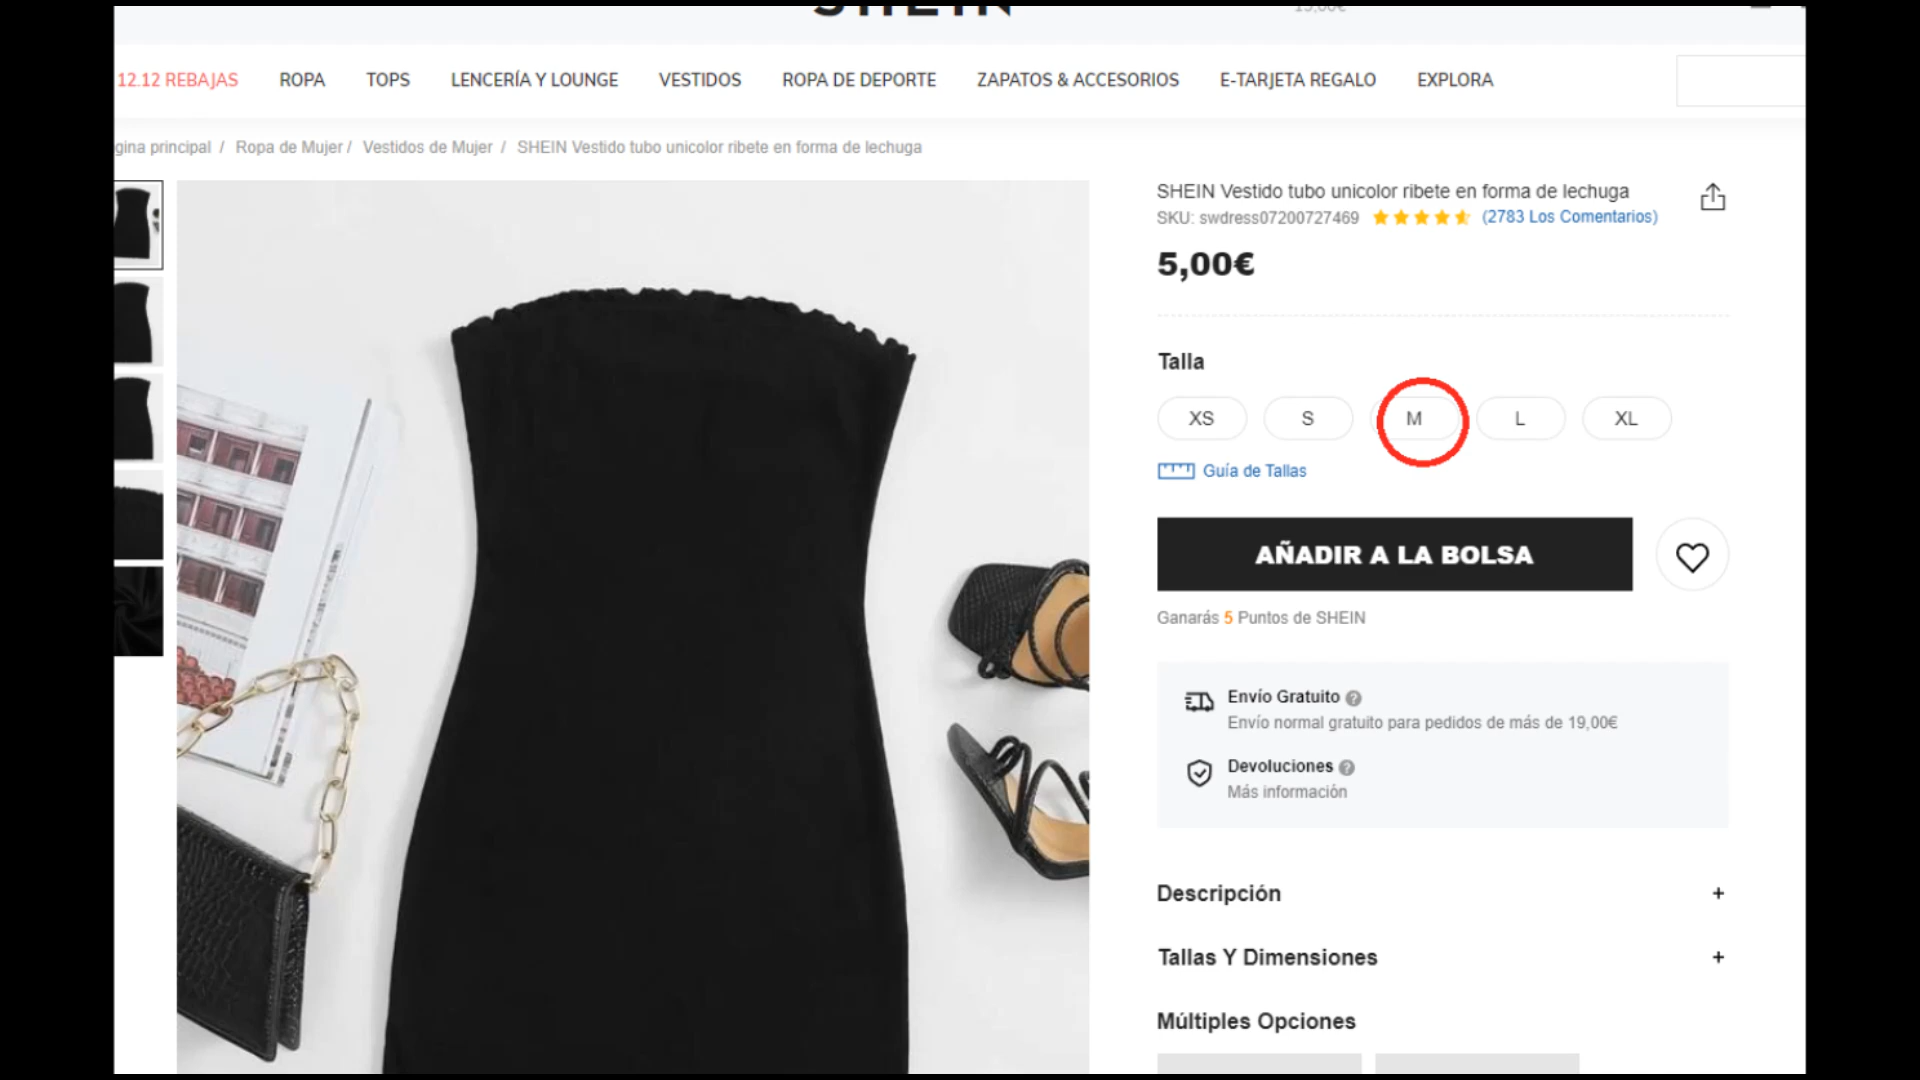 SHEIN
12.12 REBAJAS ROPA TOPS LENCERÍA Y LOUNGE VESTIDOS ROPA DE DEPORTE ZAPATOS & ACCESORIOS E-TARJETA REGALO EXPLORA
gina principal / Ropa de Mujer / Vestidos de Mujer / SHEIN Vestido tubo unicolor ribete en forma de lechuga
SHEIN Vestido tubo unicolor ribete en forma de lechuga
SKU: swdress07200727469 (2783 Los Comentarios)
5,00€
Talla
XS S M L XL
Guía de Tallas
AÑADIR A LA BOLSA
Ganarás 5 Puntos de SHEIN
Envío Gratuito ?
Envío normal gratuito para pedidos de más de 19,00€
Devoluciones ?
Más información
Descripción +
Tallas Y Dimensiones +
Múltiples Opciones